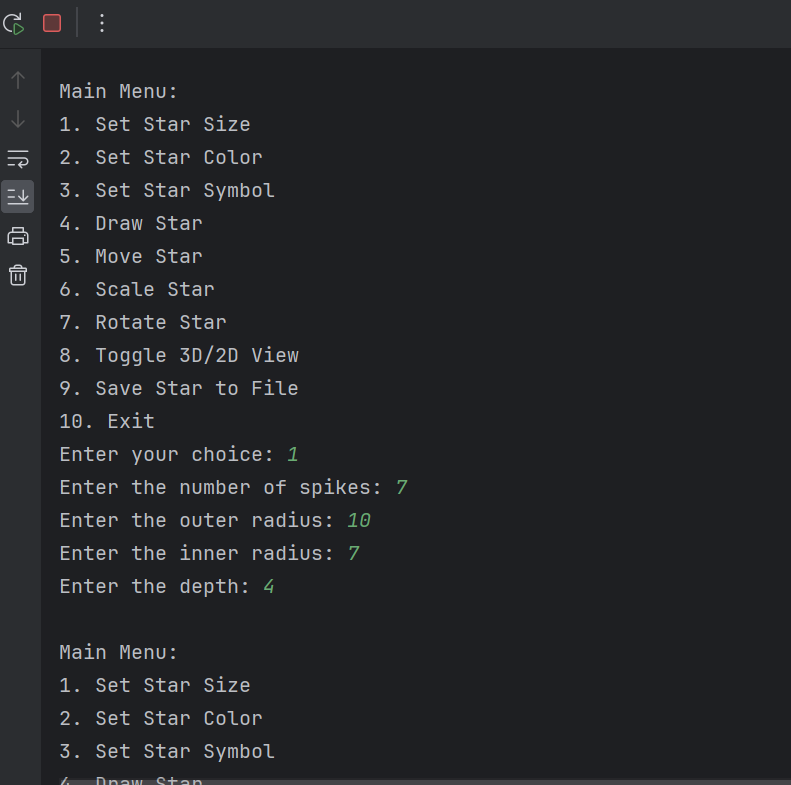 Main Menu:
1. Set Star Size
2. Set Star Color
3. Set Star Symbol
4. Draw Star
5. Move Star
6. Scale Star
7. Rotate Star
8. Toggle 3D/2D View
9. Save Star to File
10. Exit
Enter your choice: 1
Enter the number of spikes: 7
Enter the outer radius: 10
Enter the inner radius: 7
Enter the depth: 4
Main Menu:
1. Set Star Size
2. Set Star Color
3. Set Star Symbol
4. Draw Star